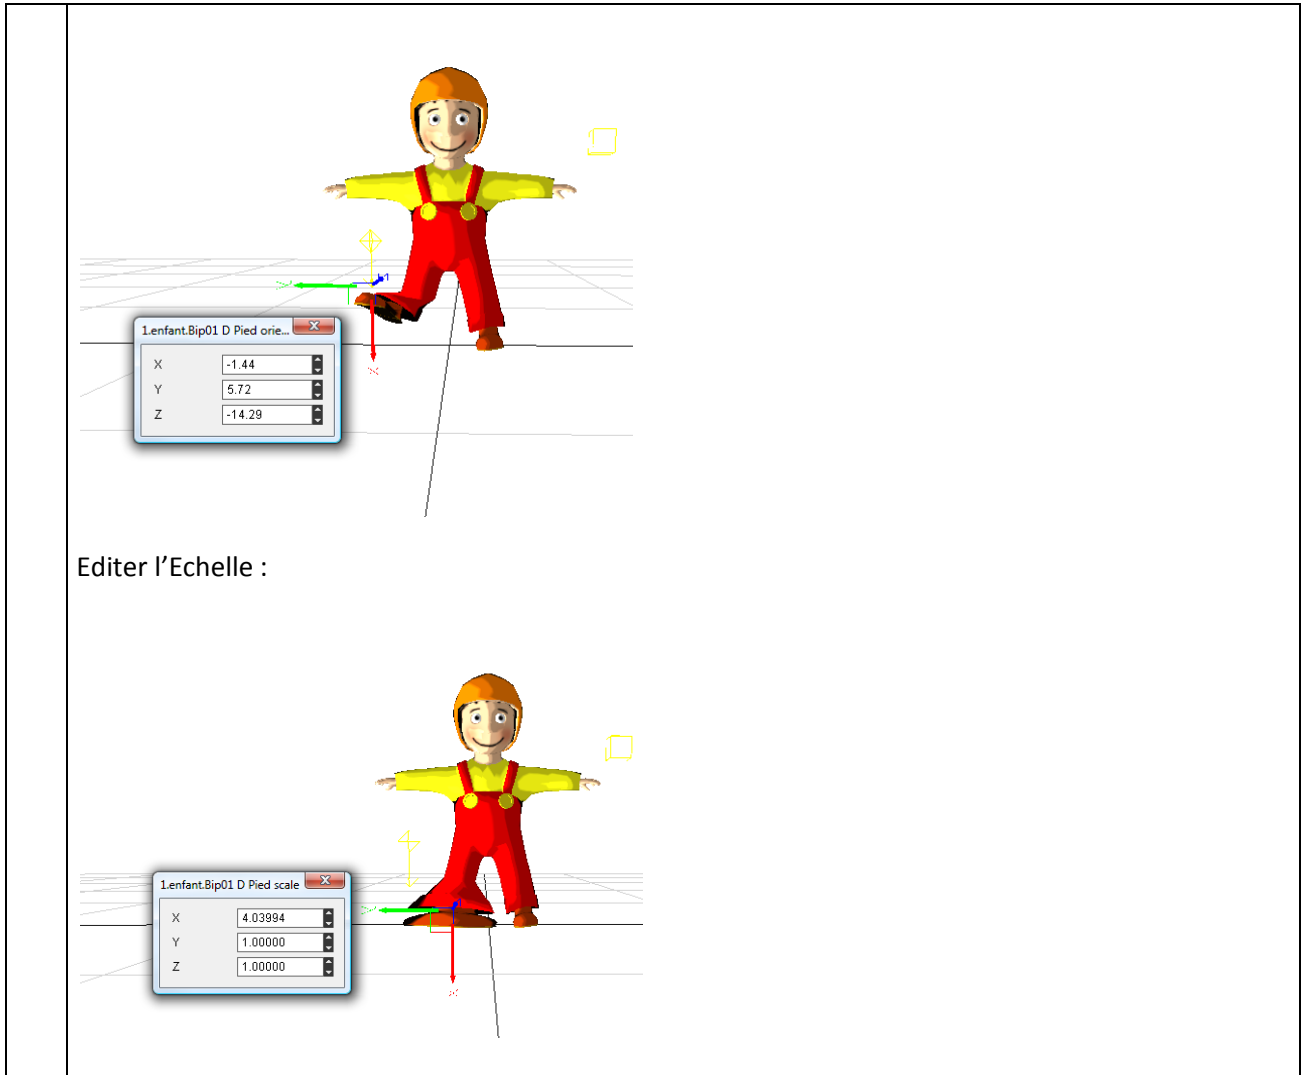 1.enfant.Bip01 D Pied orie...
X -1.44
Y 5.72
Z -14.29
Editer l’Echelle :
1.enfant.Bip01 D Pied scale
X 4.03994
Y 1.00000
Z 1.00000